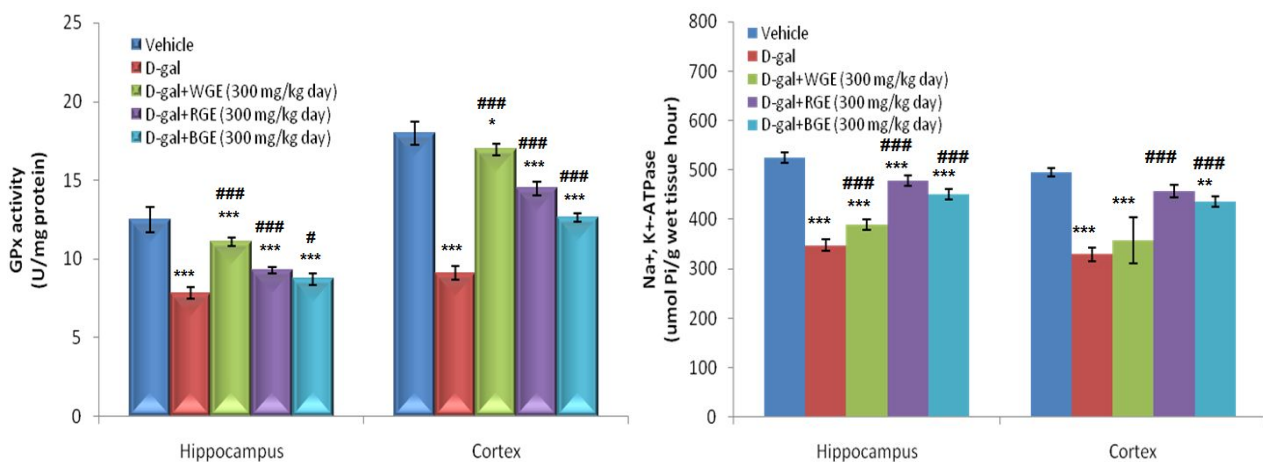 GPx activity
(U/mg protein)
25
20
15
10
5
0
Vehicle
D-gal
D-gal+WGE (300 mg/kg day)
D-gal+RGE (300 mg/kg day)
D-gal+BGE (300 mg/kg day)
***
###
***
###
***
#
***
***
###
*
###
***
###
***
Hippocampus
Cortex
Na+, K+-ATPase
(umol Pi/g wet tissue hour)
800
700
600
500
400
300
200
100
0
Vehicle
D-gal
D-gal+WGE (300 mg/kg day)
D-gal+RGE (300 mg/kg day)
D-gal+BGE (300 mg/kg day)
***
###
***
###
***
###
***
***
***
###
###
**
Hippocampus
Cortex